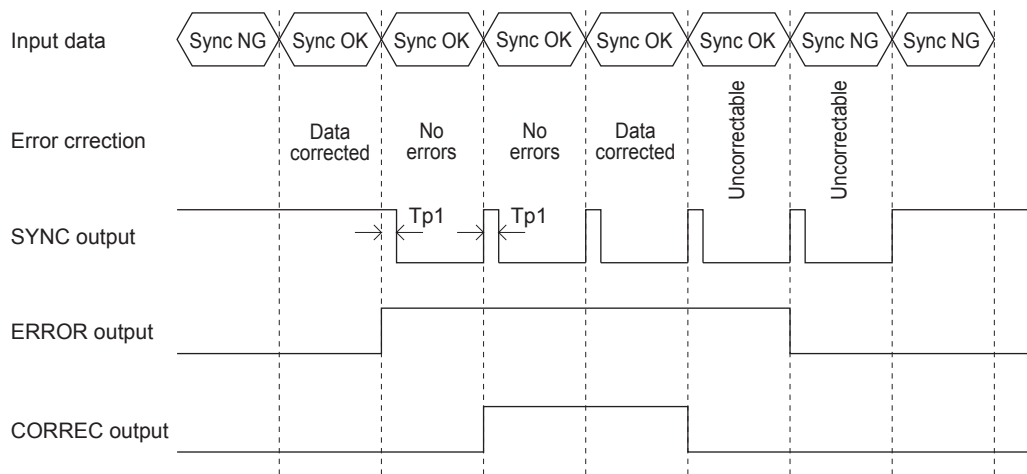 Input data
Sync NG Sync OK Sync OK Sync OK Sync OK Sync OK Sync NG Sync NG
Error crrection
Data
corrected
No
errors
No
errors
Data
corrected
Uncorrectable
Uncorrectable
SYNC output
Tp1
Tp1
ERROR output
CORREC output